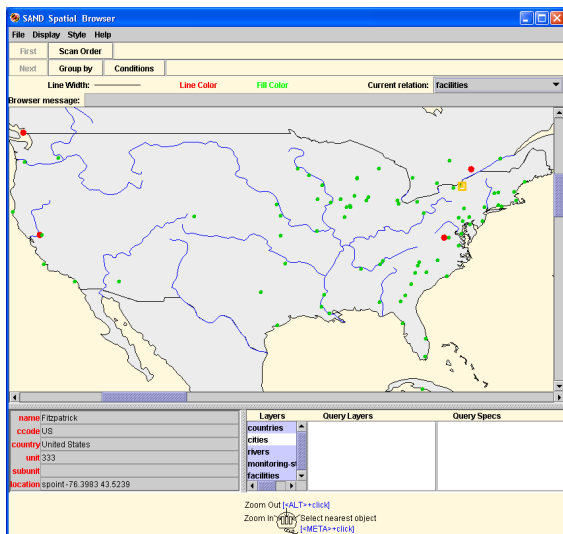 SAND Spatial Browser
File Display Style Help
First Scan Order
Next Group by Conditions
Line Width: Line Color Fill Color Current relation: facilities
Browser message:
name Fitzpatrick
ccode US
country United States
unit 333
subunit
location spoint-76.3983 43.5239
Layers Query Layers Query Specs
countries
cities
rivers
monitoring-st
facilities
Zoom Out [<ALT>+click]
Zoom In Select nearest object
[<META>+click]